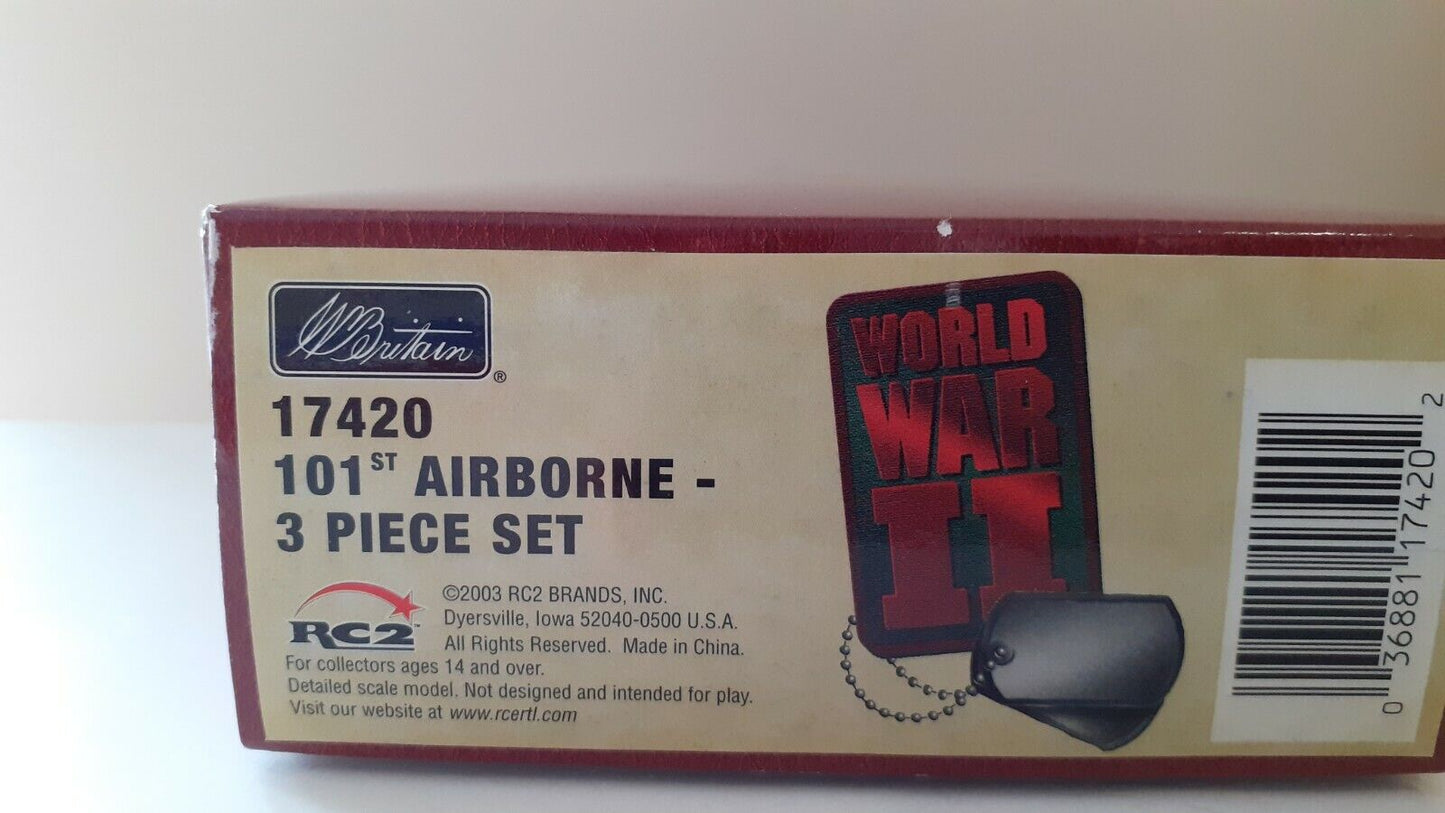 W Britain
®
17420
101ST AIRBORNE -
3 PIECE SET
RC2™
©2003 RC2 BRANDS, INC.
Dyersville, Iowa 52040-0500 U.S.A.
All Rights Reserved. Made in China.
For collectors ages 14 and over.
Detailed scale model. Not designed and intended for play.
Visit our website at www.rcertl.com
WORLD
WAR
II
0 36881 17420 2